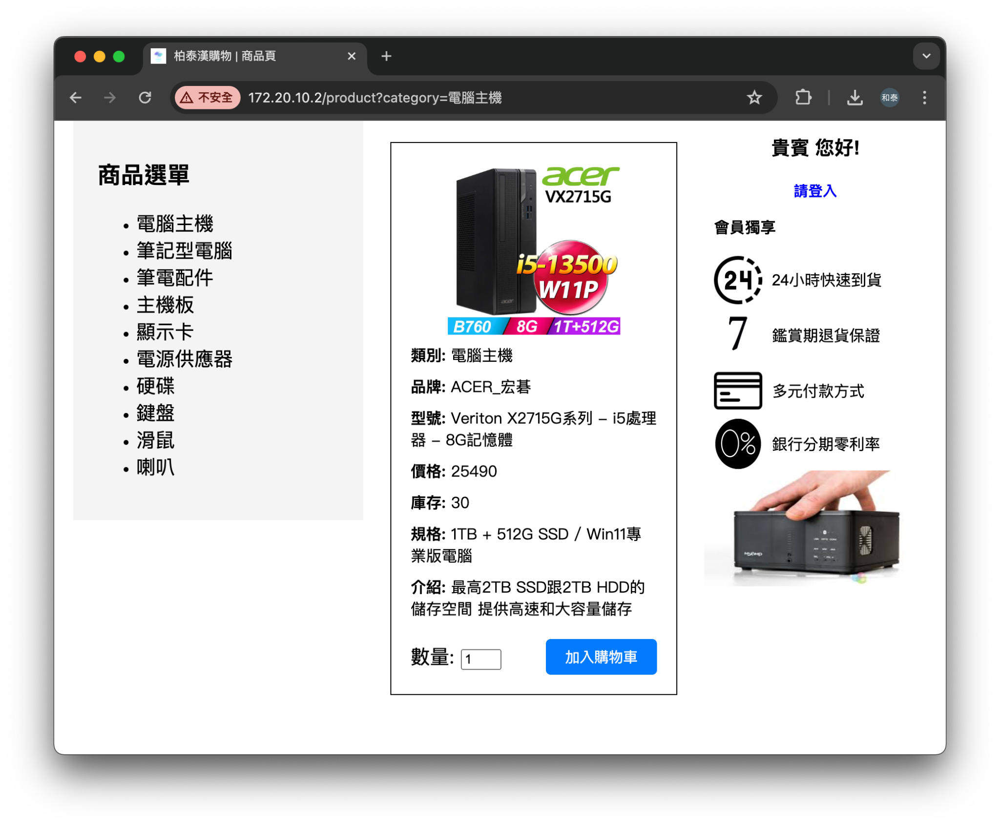 柏泰漢購物 | 商品頁
不安全 172.20.10.2/product?category=電腦主機
和泰
商品選單
電腦主機
筆記型電腦
筆電配件
主機板
顯示卡
電源供應器
硬碟
鍵盤
滑鼠
喇叭
acer
VX2715G
i5-13500
W11P
acer
B760 8G 1T+512G
類別: 電腦主機
品牌: ACER_宏碁
型號: Veriton X2715G系列 – i5處理
器 – 8G記憶體
價格: 25490
庫存: 30
規格: 1TB + 512G SSD / Win11專
業版電腦
介紹: 最高2TB SSD跟2TB HDD的
儲存空間 提供高速和大容量儲存
數量: 1
加入購物車
貴賓 您好!
請登入
會員獨享
24 24小時快速到貨
7 鑑賞期退貨保證
多元付款方式
0% 銀行分期零利率